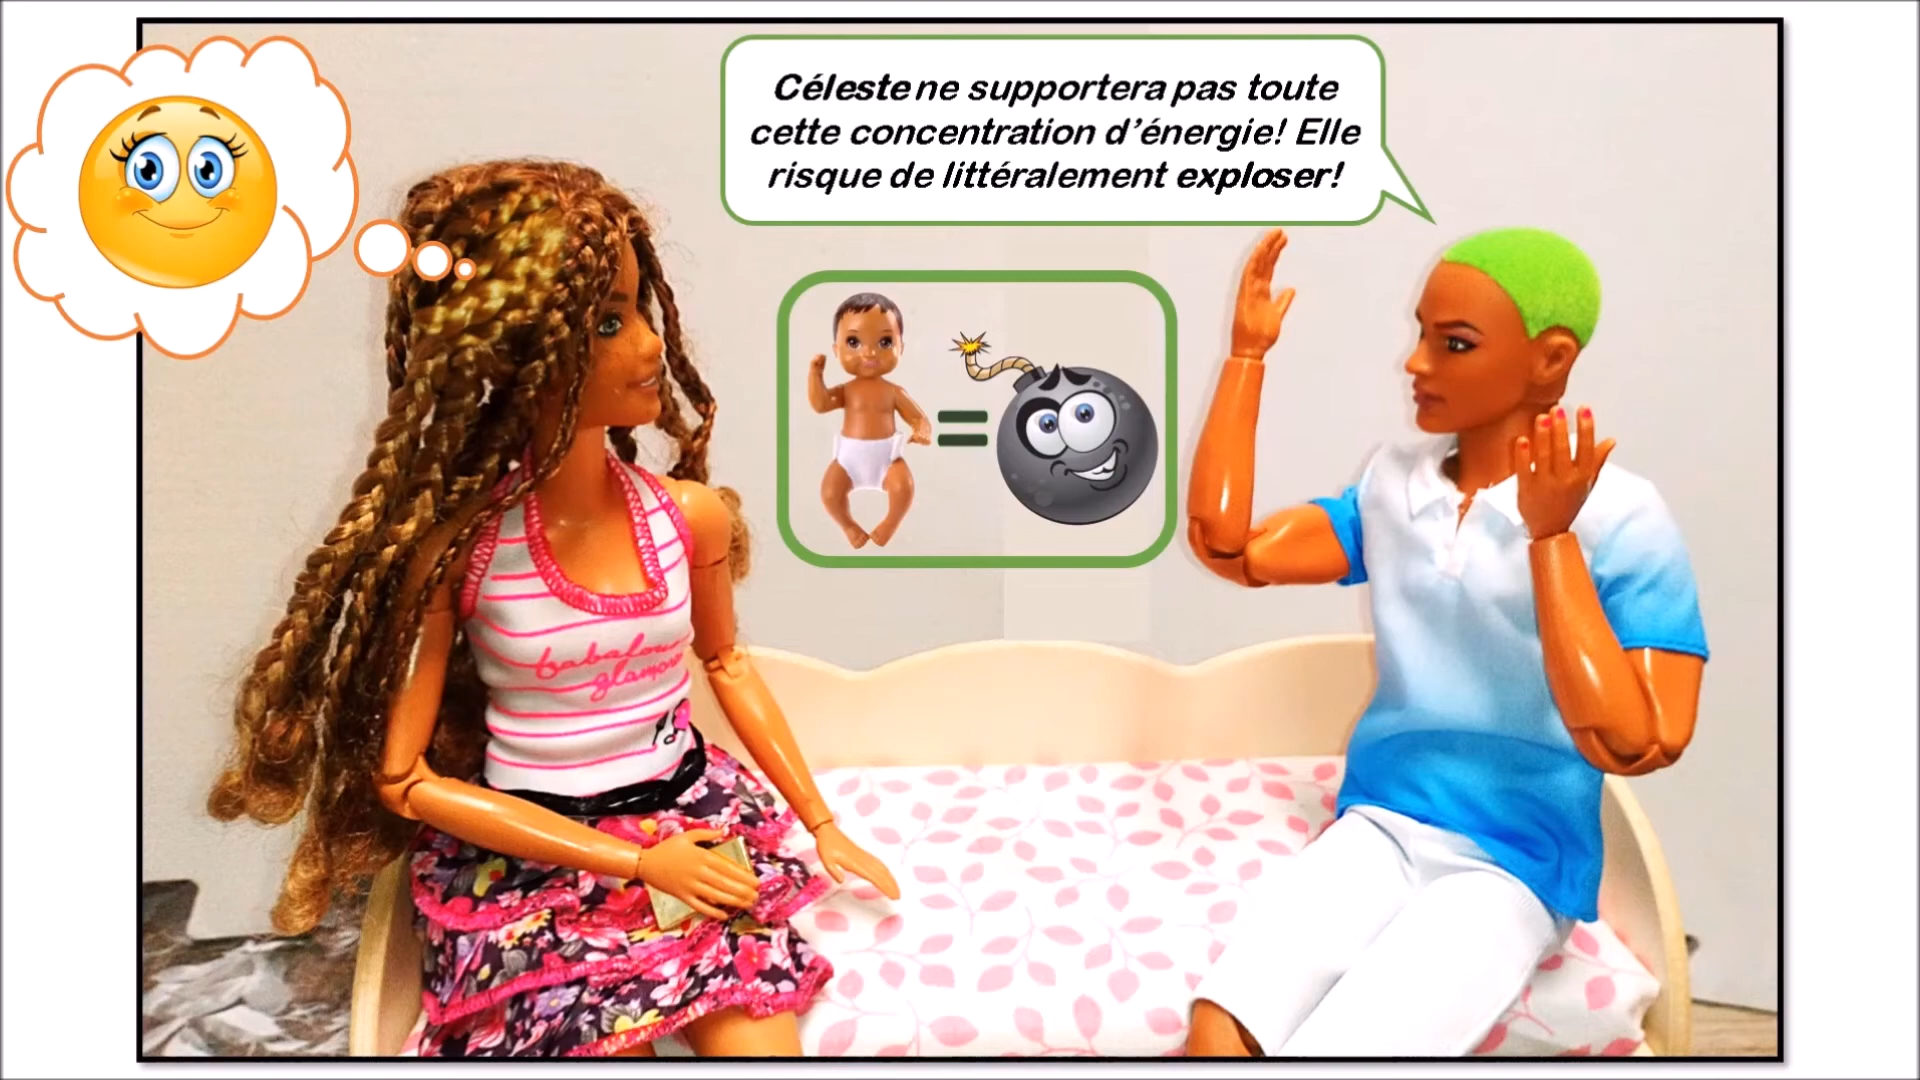 Céleste ne supportera pas toute
cette concentration d'énergie! Elle
risque de littéralement exploser!
=